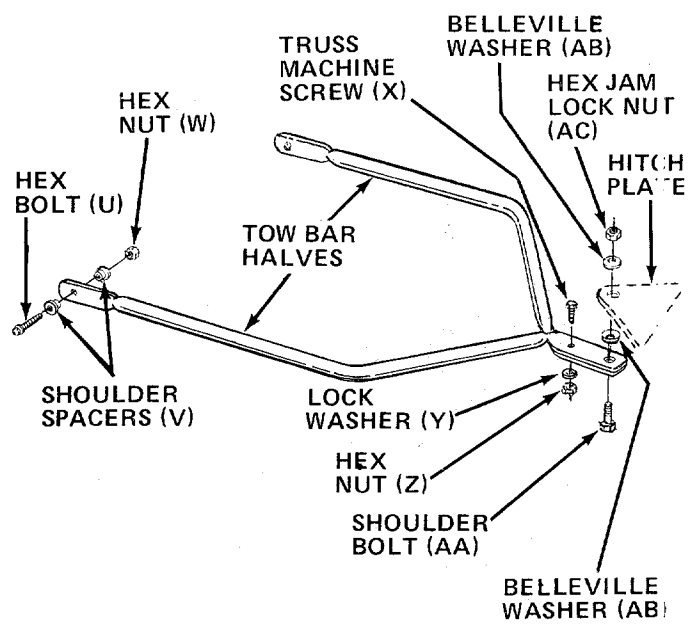 BELLEVILLE
WASHER (AB)
TRUSS
MACHINE
SCREW (X)
HEX JAM
LOCK NUT
(AC)
HEX
NUT (W)
HITCH
PLATE
HEX
BOLT (U)
TOW BAR
HALVES
SHOULDER
SPACERS (V)
LOCK
WASHER (Y)
HEX
NUT (Z)
SHOULDER
BOLT (AA)
BELLEVILLE
WASHER (AB)